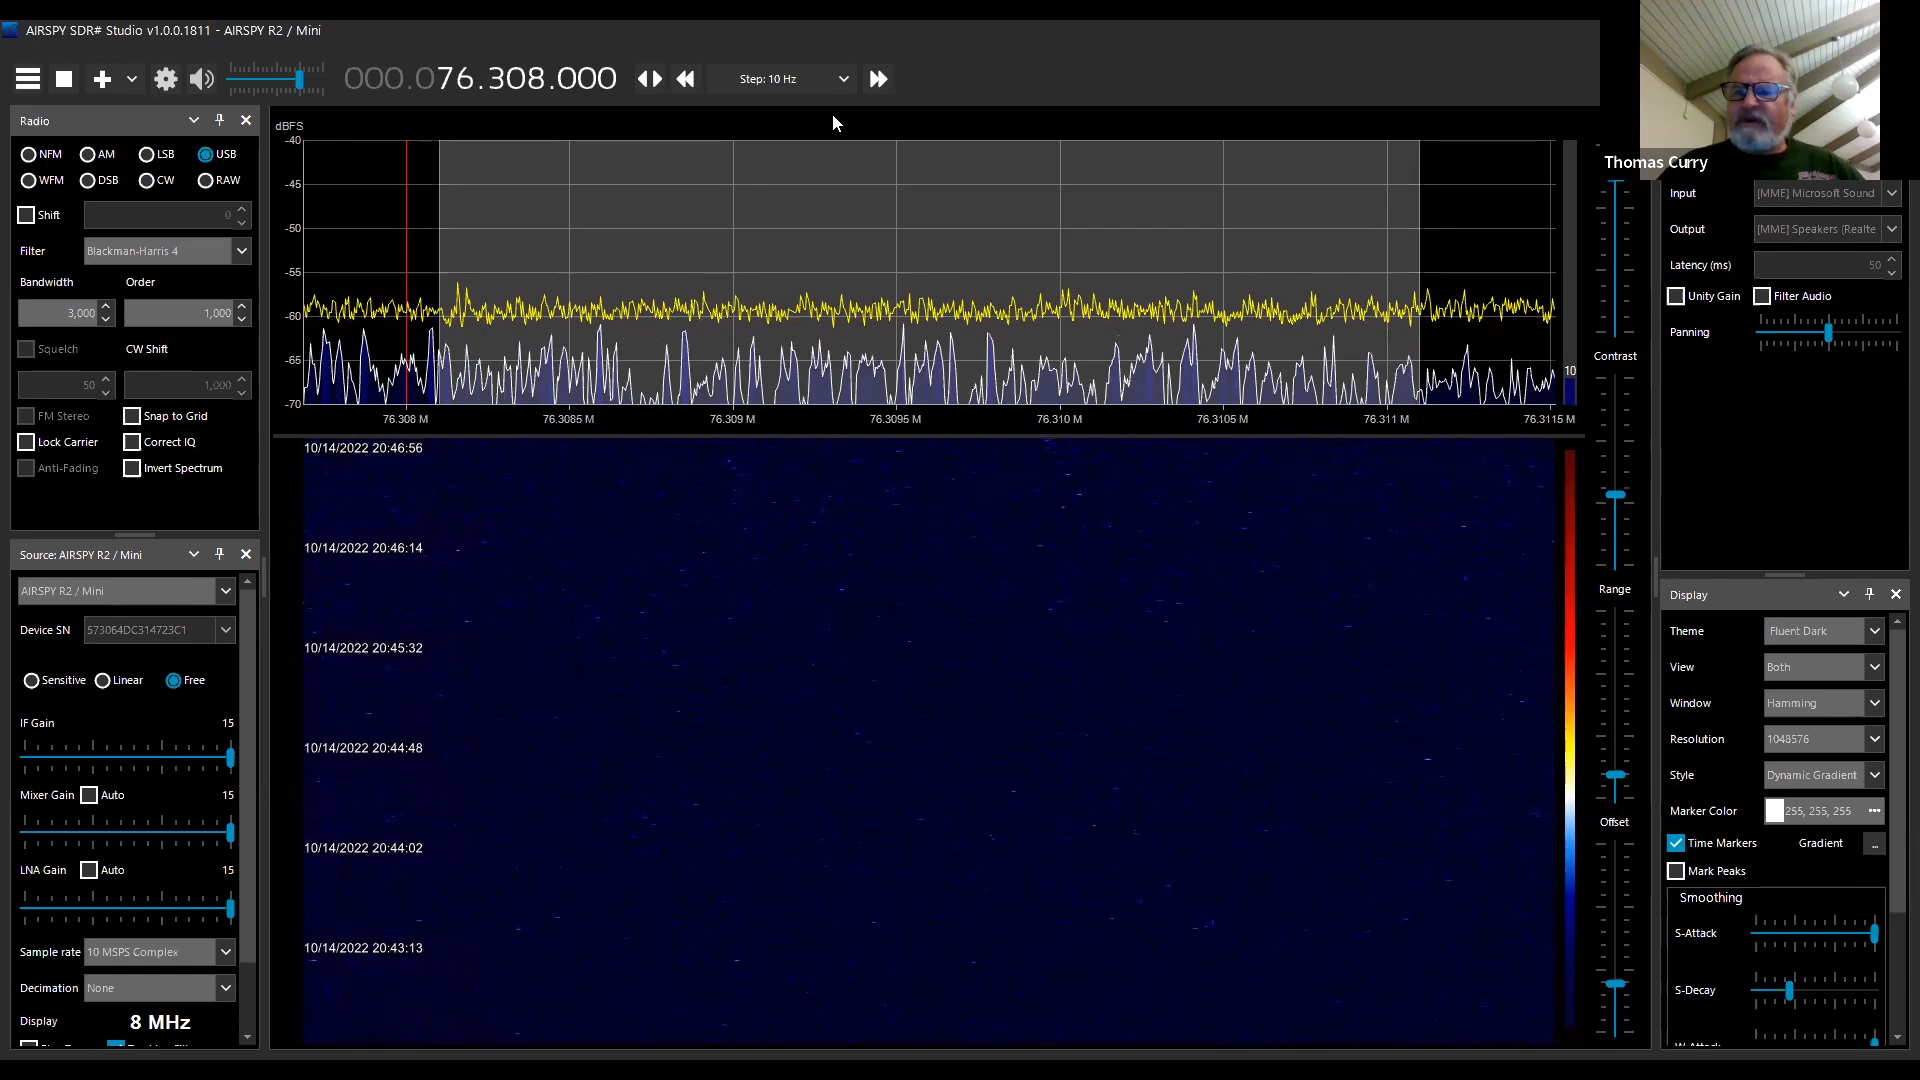 AIRSPY SDR# Studio v1.0.0.1811 - AIRSPY R2 / Mini
000.076.308.000
Step: 10 Hz
Thomas Curry
Radio
NFM AM LSB USB
WFM DSB CW RAW
Shift 0
Filter Blackman-Harris 4
Bandwidth Order
3,000 1,000
Squelch CW Shift
50 1,000
FM Stereo Snap to Grid
Lock Carrier Correct IQ
Anti-Fading Invert Spectrum
Source: AIRSPY R2 / Mini
AIRSPY R2 / Mini
Device SN 573064DC314723C1
Sensitive Linear Free
IF Gain 15
Mixer Gain Auto 15
LNA Gain Auto 15
Sample rate 10 MSPS Complex
Decimation None
Display 8 MHz
dBFS
-40
-45
-50
-55
-60
-65
-70
10
76.308 M 76.3085 M 76.309 M 76.3095 M 76.310 M 76.3105 M 76.311 M 76.3115 M
10/14/2022 20:46:56
10/14/2022 20:46:14
10/14/2022 20:45:32
10/14/2022 20:44:48
10/14/2022 20:44:02
10/14/2022 20:43:13
Contrast
Range
Offset
Input [MME] Microsoft Sound
Output [MME] Speakers (Realte
Latency (ms) 50
Unity Gain Filter Audio
Panning
Display
Theme Fluent Dark
View Both
Window Hamming
Resolution 1048576
Style Dynamic Gradient
Marker Color 255, 255, 255
Time Markers Gradient ...
Mark Peaks
Smoothing
S-Attack
S-Decay